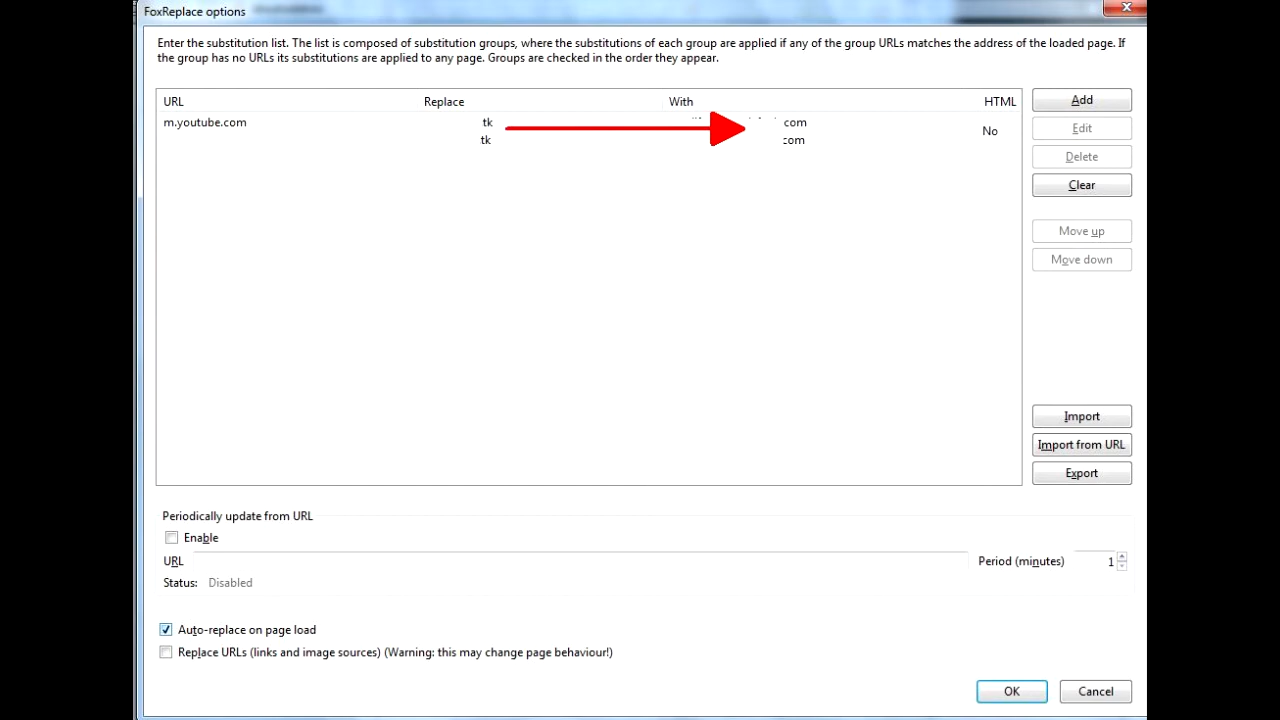 FoxReplace options
Enter the substitution list. The list is composed of substitution groups, where the substitutions of each group are applied if any of the group URLs matches the address of the loaded page. If
the group has no URLs its substitutions are applied to any page. Groups are checked in the order they appear.
URL Replace With HTML
m.youtube.com tk com
tk com
No
Add
Edit
Delete
Clear
Move up
Move down
Import
Import from URL
Export
Periodically update from URL
Enable
URL Period (minutes) 1
Status: Disabled
Auto-replace on page load
Replace URLs (links and image sources) (Warning: this may change page behaviour!)
OK Cancel